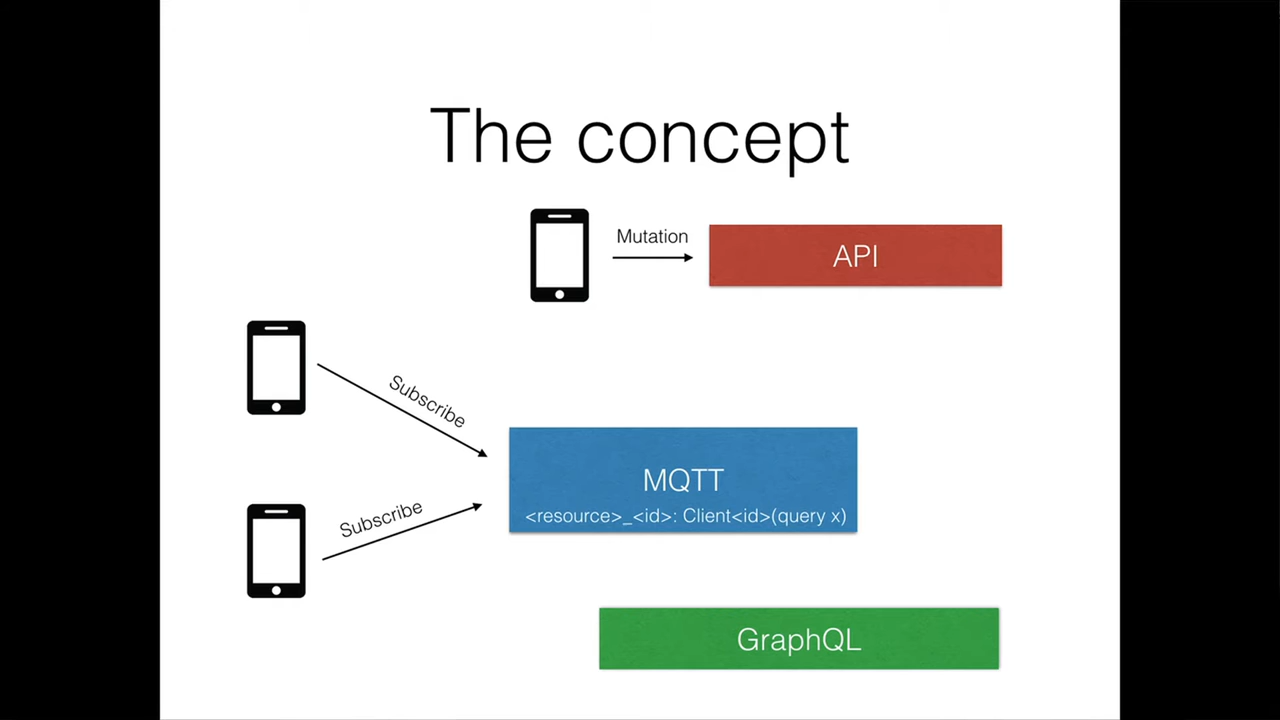 The concept
Mutation
API
Subscribe
Subscribe
MQTT
<resource>_<id>: Client<id>(query x)
GraphQL